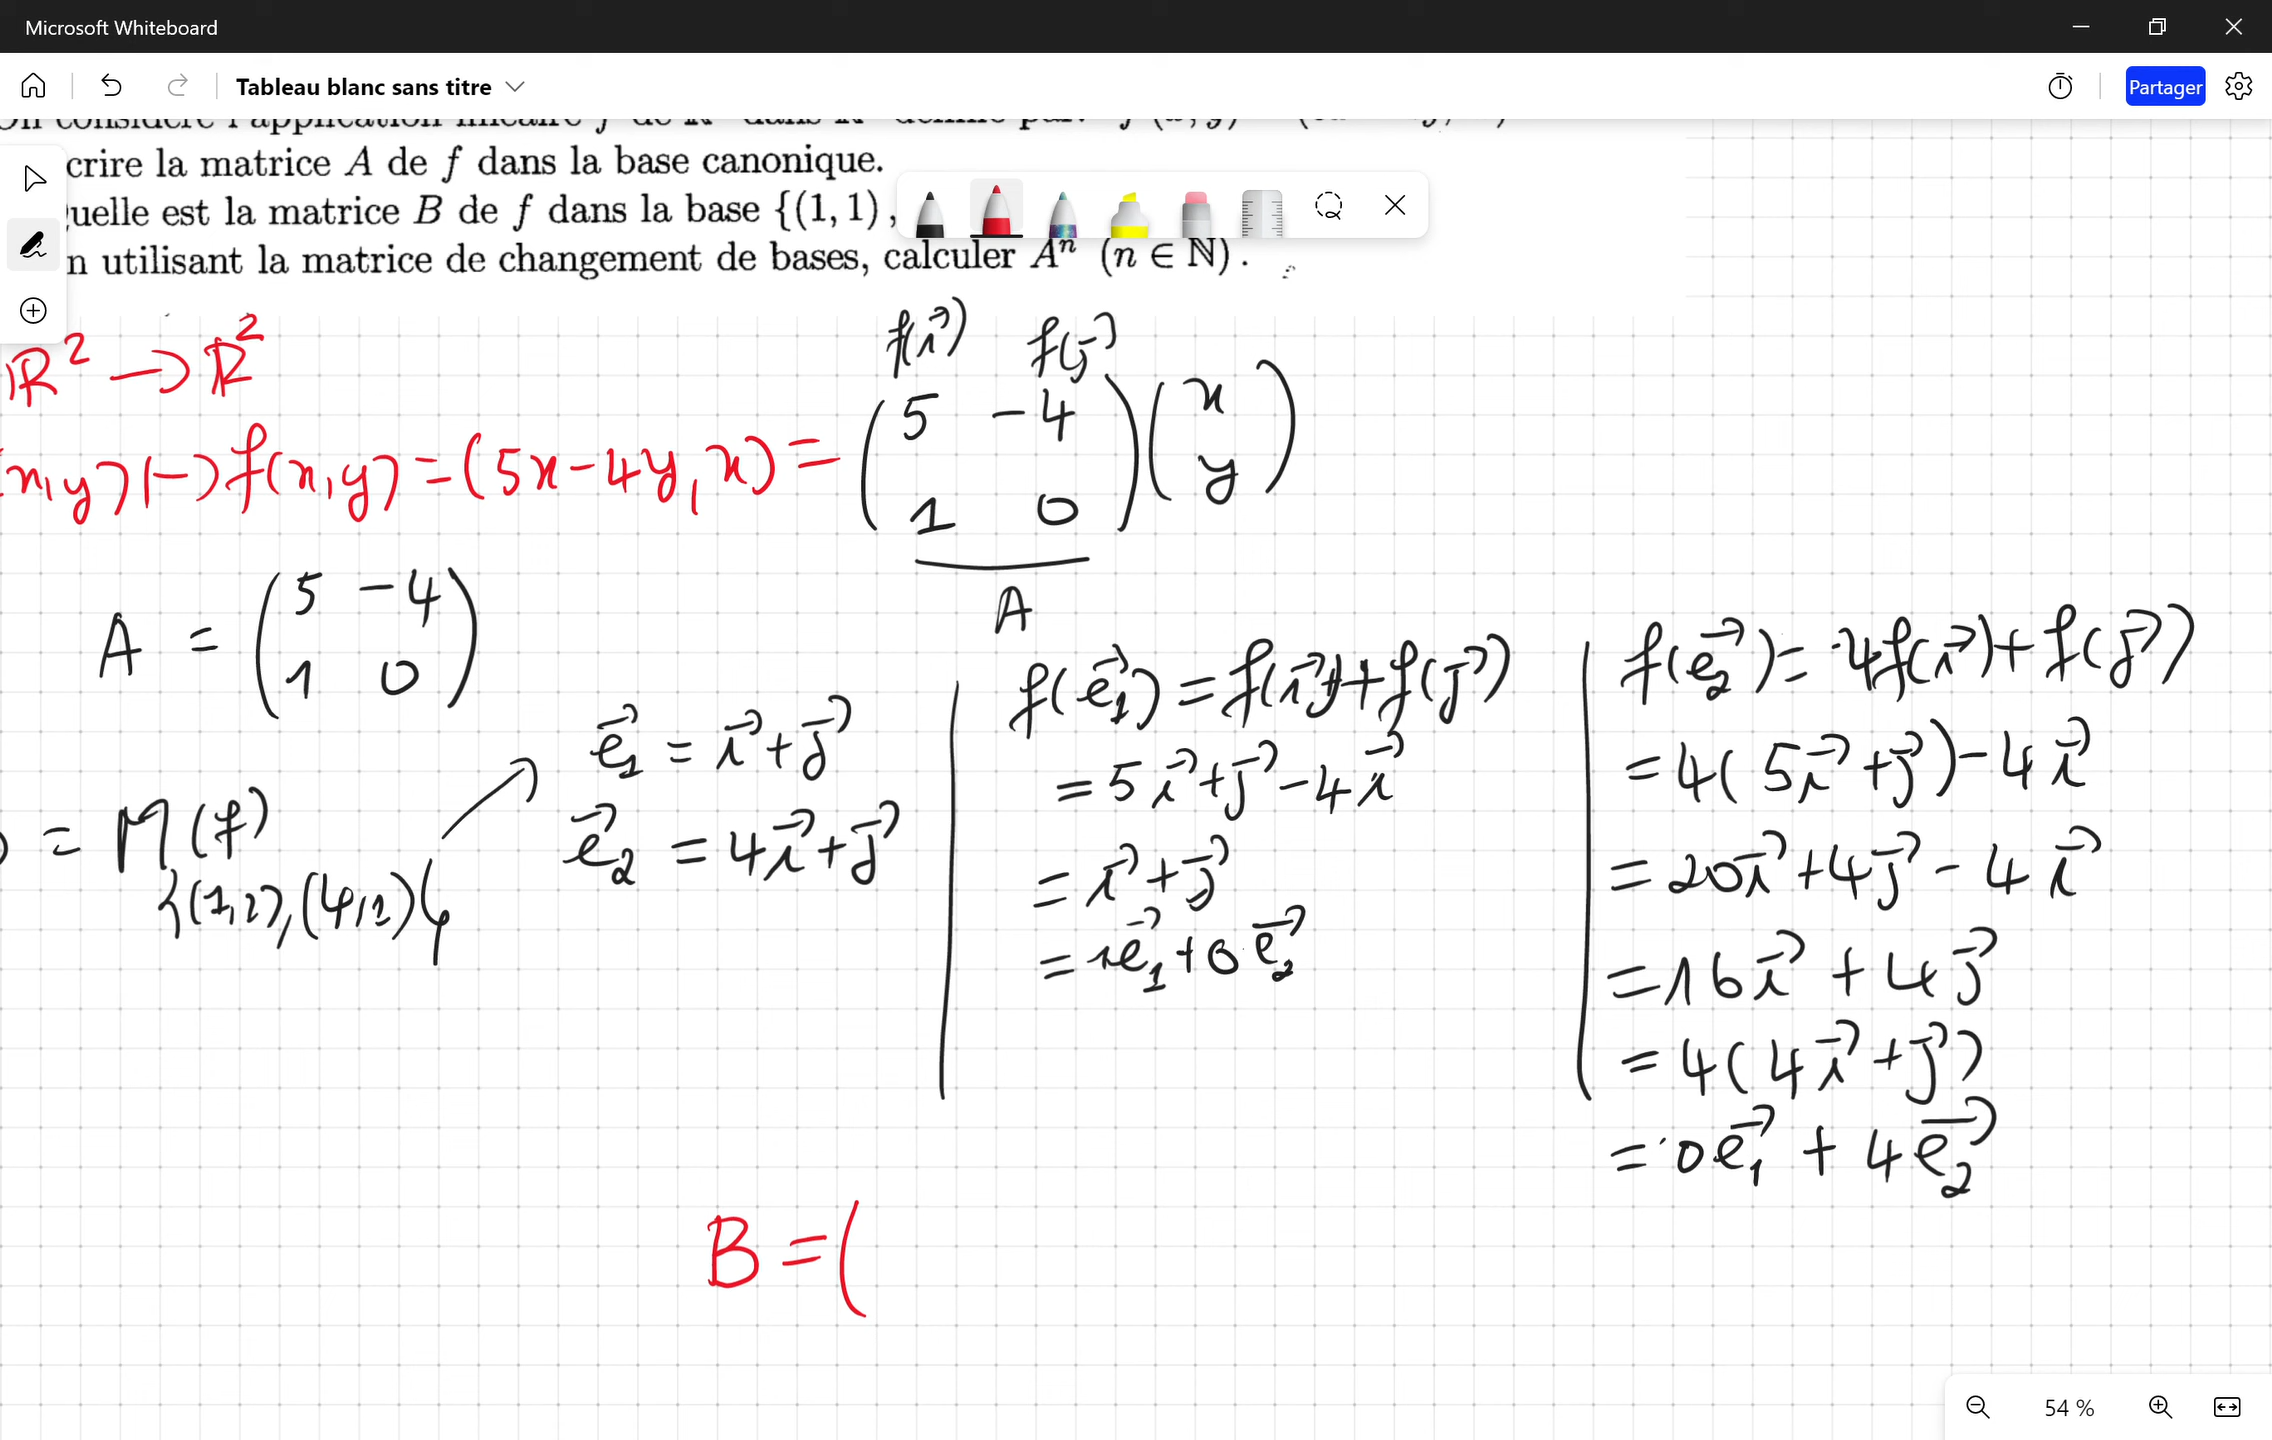 Microsoft Whiteboard
Tableau blanc sans titre
Partager
crire la matrice A de f dans la base canonique.
uelle est la matrice B de f dans la base {(1, 1) ,
n utilisant la matrice de changement de bases, calculer Aⁿ (n ∈ ℕ) .
ℝ² → ℝ²
f(i⃗) f(j⃗)
x,y) ↦ f(x,y) = (5x-4y, x) = (5 -4
1 0) (x
y)
A
A = (5 -4
1 0)
= M(f)
{(1,1), (4,1)}
e⃗₁ = i⃗ + j⃗
e⃗₂ = 4i⃗ + j⃗
f(e⃗₁) = f(i⃗) + f(j⃗)
= 5i⃗ + j⃗ - 4i⃗
= i⃗ + j⃗
= 1e⃗₁ + 0e⃗₂
f(e⃗₂) = 4f(i⃗) + f(j⃗)
= 4(5i⃗ + j⃗) - 4i⃗
= 20i⃗ + 4j⃗ - 4i⃗
= 16i⃗ + 4j⃗
= 4(4i⃗ + j⃗)
= 0e⃗₁ + 4e⃗₂
B = (
54 %